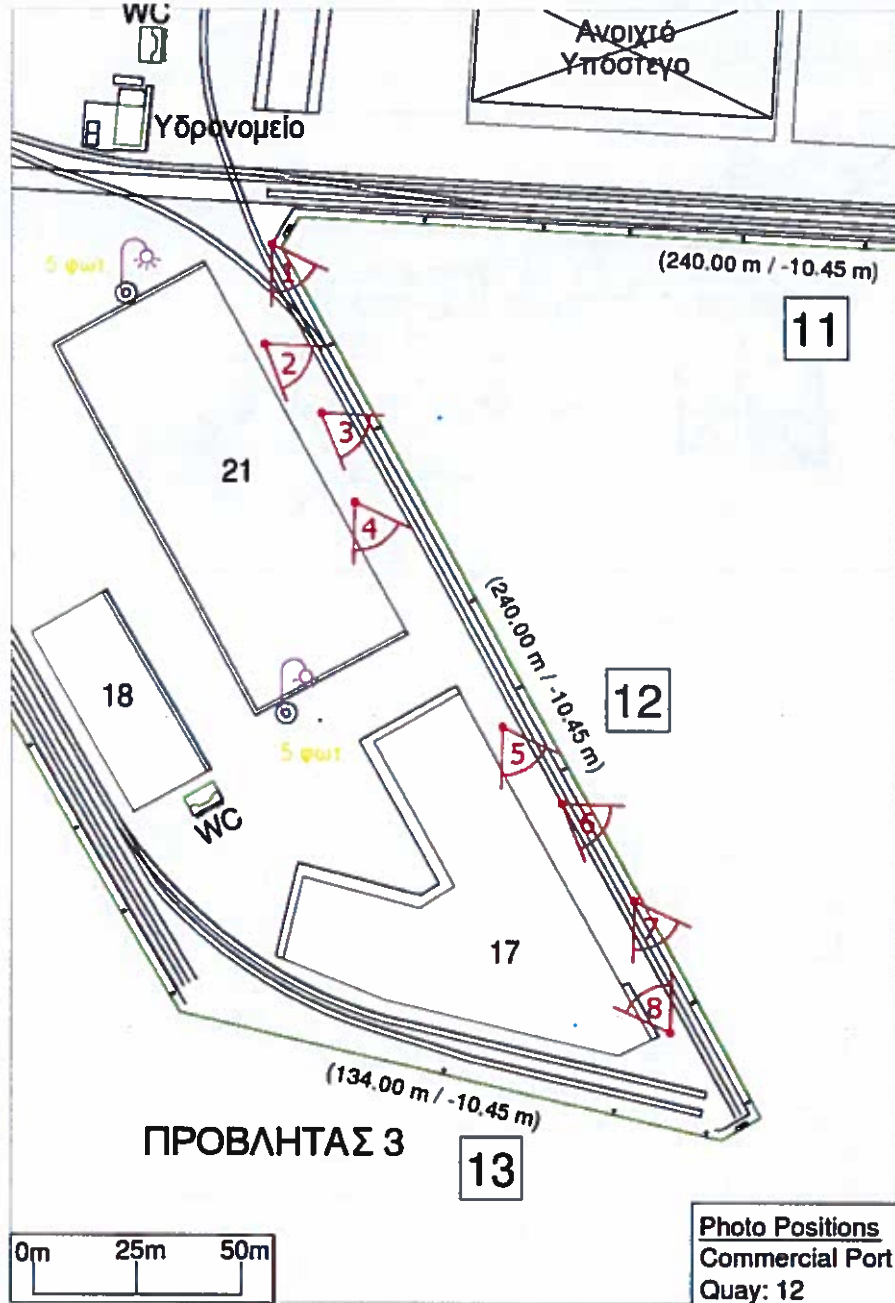 WC
Ανοιχτό
Υπόστεγο
Υδρονομείο
5 φωτ.
(240.00 m / -10.45 m)
11
1
2
3
21
4
(240.00 m / -10.45 m)
12
18
5
5 φωτ.
WC
6
7
17
8
(134.00 m / -10.45 m)
ΠΡΟΒΛΗΤΑΣ 3
13
0m 25m 50m
Photo Positions
Commercial Port
Quay: 12